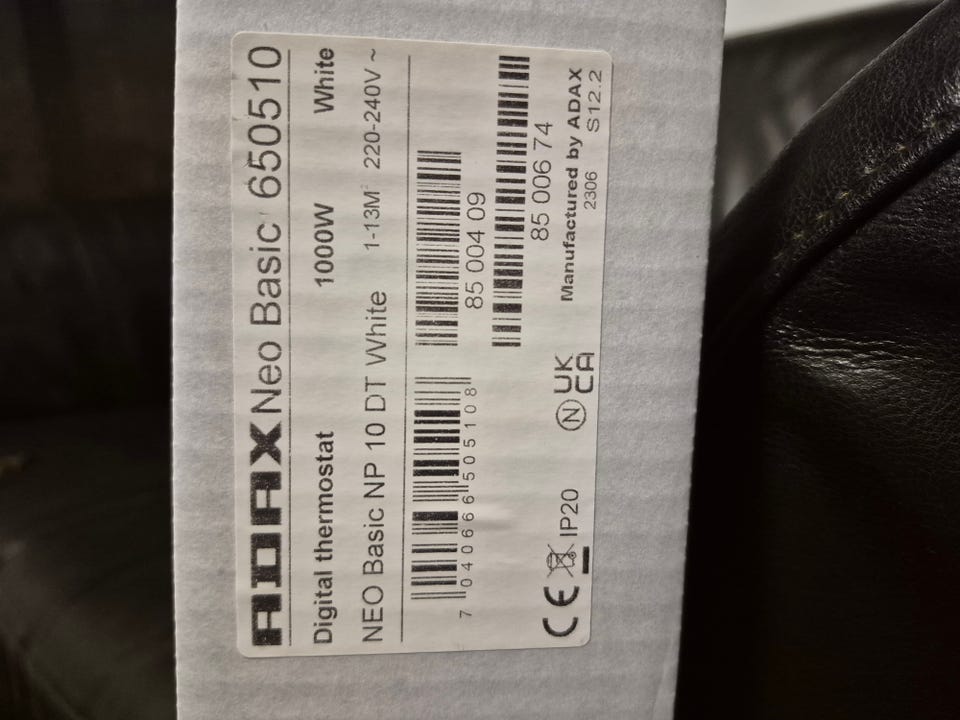 ADAX Neo Basic 650510
Digital thermostat 1000W White
NEO Basic NP 10 DT White 1-13M² 220-240V ~
7 040666 505108
85 004 09
85 006 74
CE IP20 N UK CA
Manufactured by ADAX
2306 S12.2